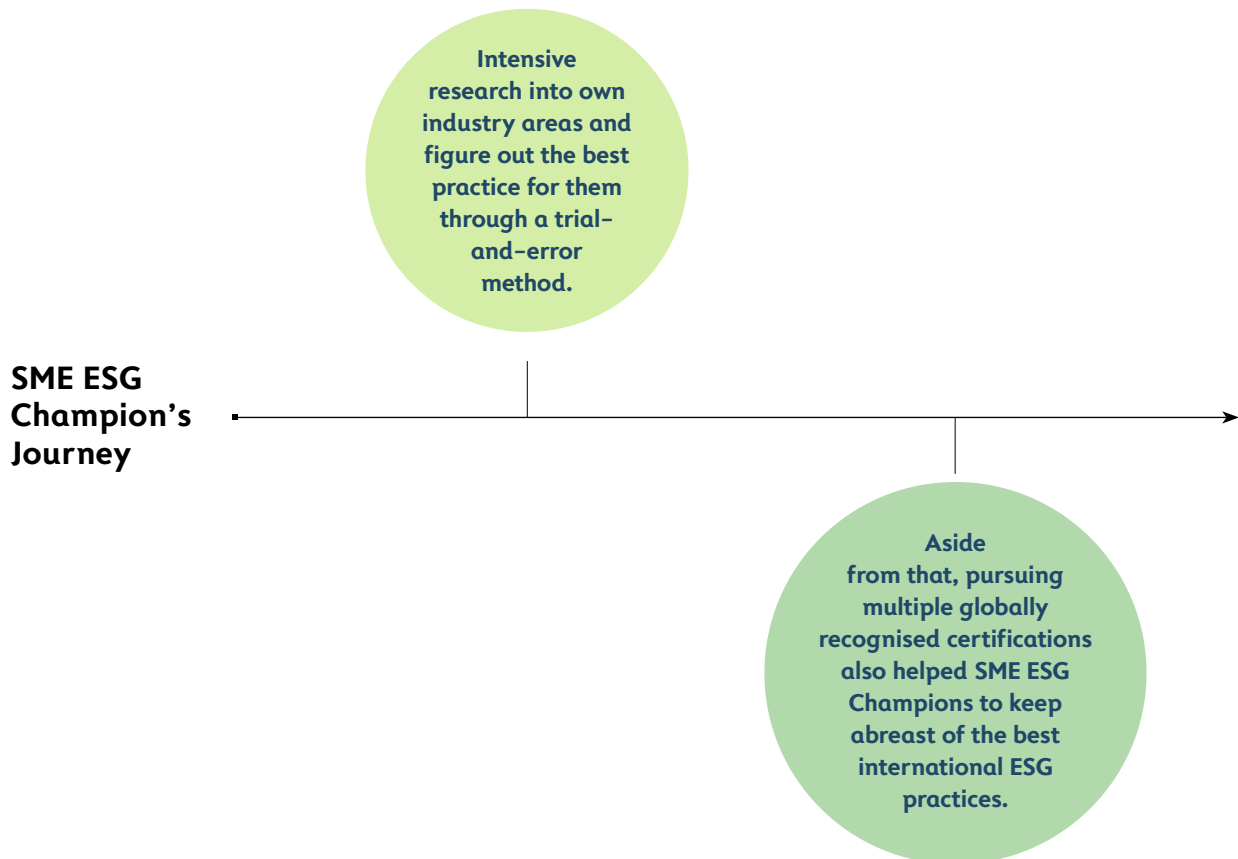 Intensive
research into own
industry areas and
figure out the best
practice for them
through a trial-
and-error
method.
SME ESG
Champion’s
Journey
Aside
from that, pursuing
multiple globally
recognised certifications
also helped SME ESG
Champions to keep
abreast of the best
international ESG
practices.